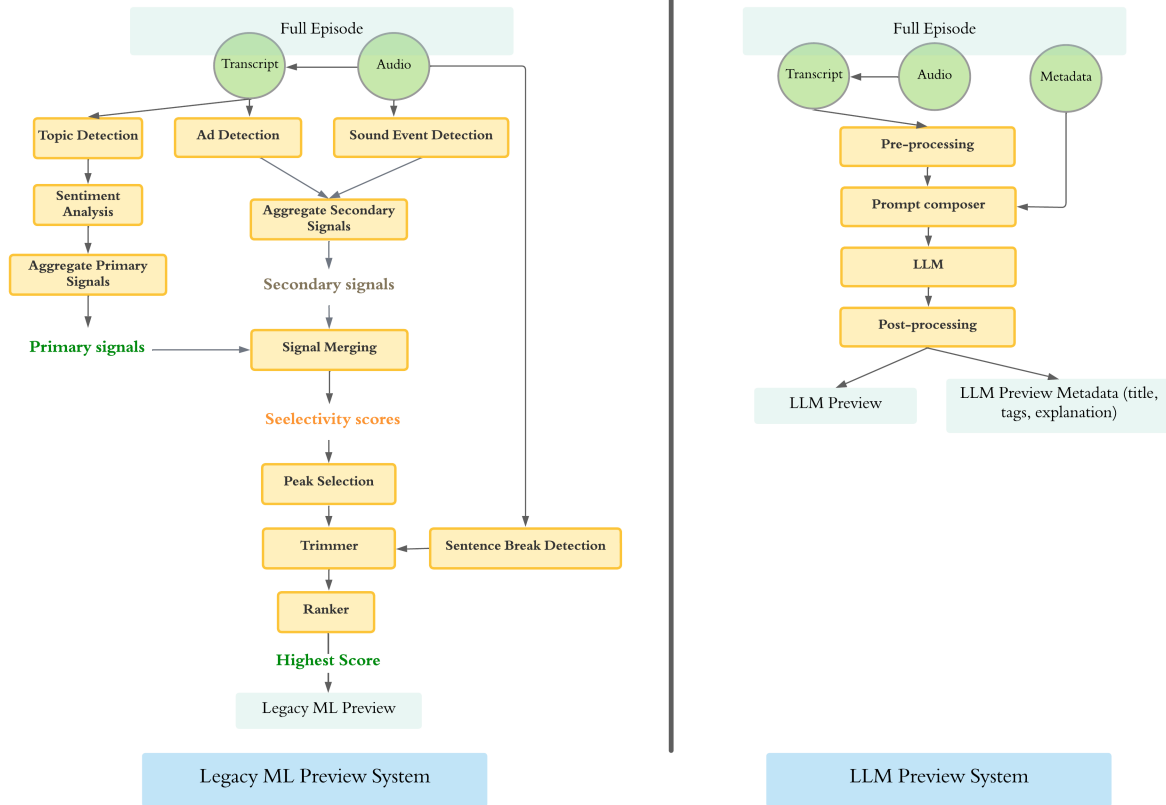 Full Episode
Transcript
Audio
Topic Detection
Ad Detection
Sound Event Detection
Sentiment
Analysis
Aggregate Secondary
Signals
Aggregate Primary
Signals
Secondary signals
Primary signals
Signal Merging
Seelectivity scores
Peak Selection
Trimmer
Sentence Break Detection
Ranker
Highest Score
Legacy ML Preview
Legacy ML Preview System
Full Episode
Transcript
Audio
Metadata
Pre-processing
Prompt composer
LLM
Post-processing
LLM Preview
LLM Preview Metadata (title,
tags, explanation)
LLM Preview System